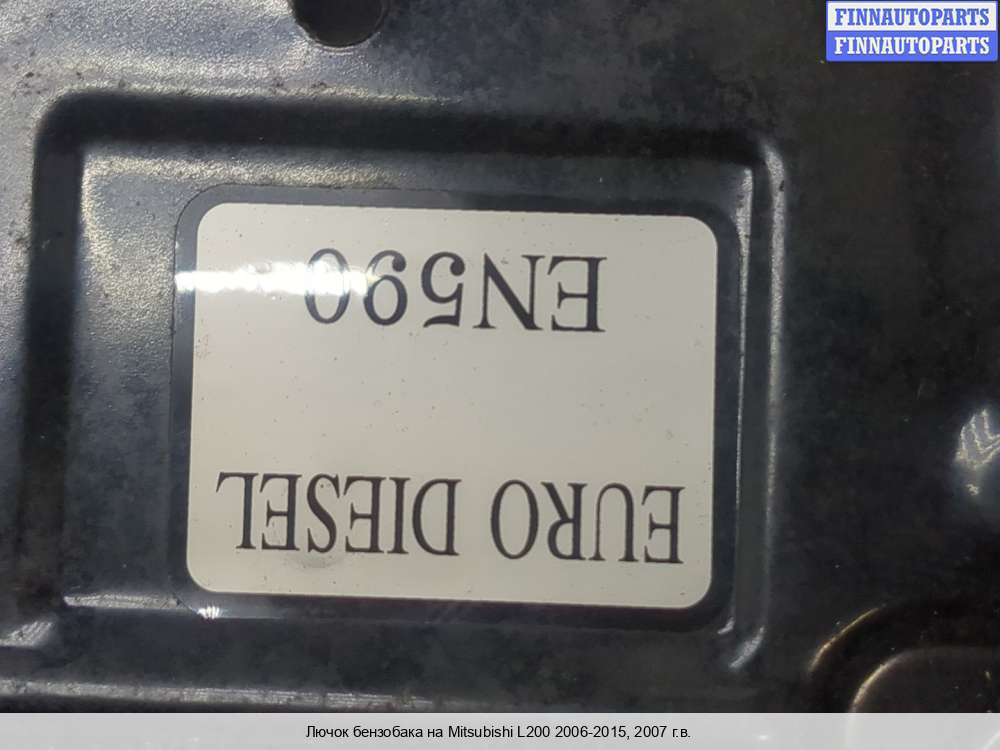 FINNAUTOPARTS
FINNAUTOPARTS
EURO DIESEL
EN590
Лючок бензобака на Mitsubishi L200 2006-2015, 2007 г.в.